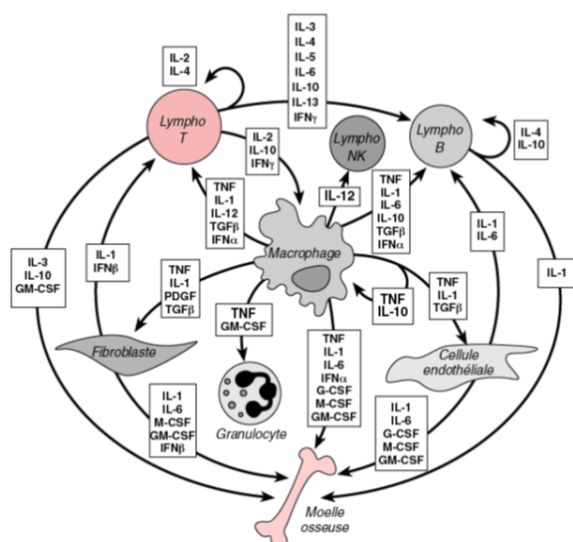 IL-3
IL-4
IL-5
IL-6
IL-10
IL-13
IFNγ
IL-2
IL-4
Lympho
T
IL-2
IL-10
IFNγ
Lympho
NK
Lympho
B
IL-4
IL-10
TNF
IL-1
IL-12
TGFβ
IFNα
IL-12
TNF
IL-1
IL-6
IL-10
TGFβ
IFNα
IL-1
IL-6
IL-3
IL-10
GM-CSF
IL-1
IFNβ
Macrophage
IL-1
TNF
IL-1
PDGF
TGFβ
TNF
GM-CSF
TNF
IL-10
TNF
IL-1
TGFβ
Fibroblaste
Cellule
endothéliale
TNF
IL-1
IL-6
IFNα
G-CSF
M-CSF
GM-CSF
Granulocyte
IL-1
IL-6
M-CSF
GM-CSF
IFNβ
IL-1
IL-6
G-CSF
M-CSF
GM-CSF
Moelle
osseuse